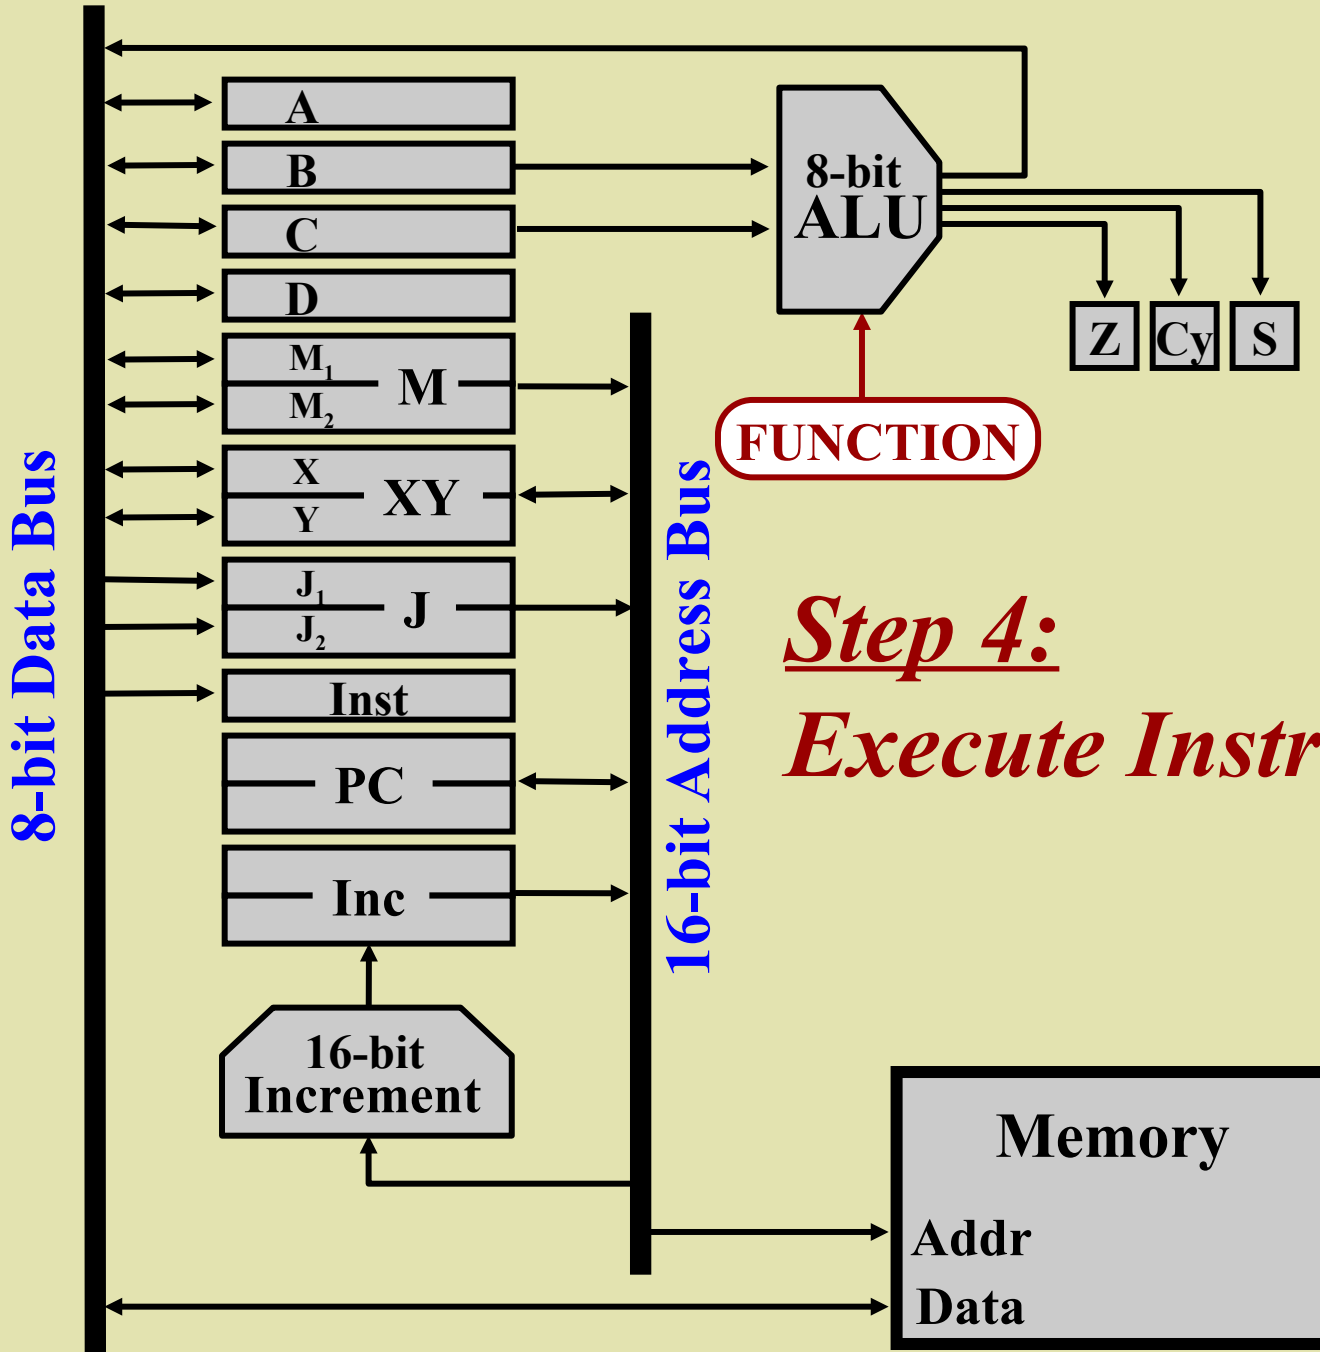 A
B
C
D
M1
M2
M
X
Y
XY
J1
J2
J
Inst
PC
Inc
16-bit
Increment
8-bit Data Bus
16-bit Address Bus
8-bit
ALU
Z
Cy
S
FUNCTION
Step 4:
Execute Instr
Memory
Addr
Data